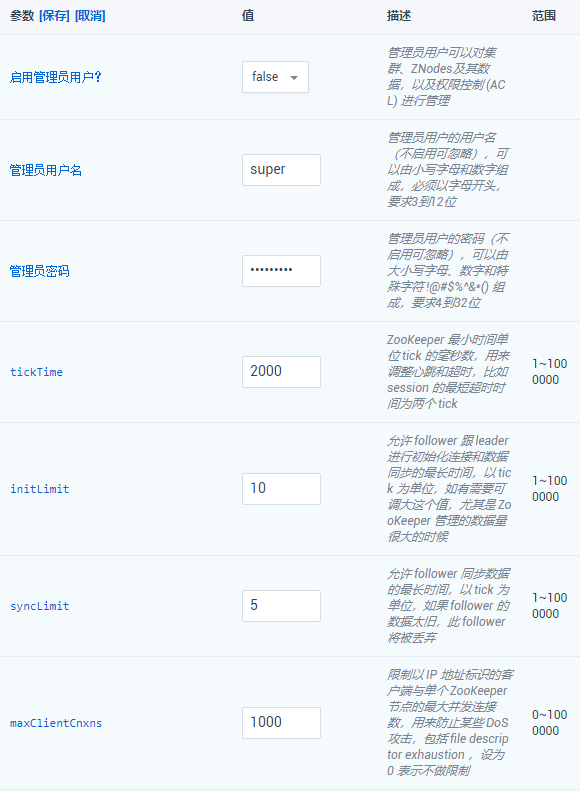 参数 [保存] [取消] 值 描述 范围
启用管理员用户? false 管理员用户可以对集
群、ZNodes及其数
据，以及权限控制 (AC
L) 进行管理
管理员用户名 super 管理员用户的用户名
（不启用可忽略），可
以由小写字母和数字组
成，必须以字母开头，
要求3到12位
管理员密码 ••••••••• 管理员用户的密码（不
启用可忽略），可以由
大小写字母、数字和特
殊字符 !@#$%^&*() 组
成，要求4到32位
tickTime 2000 ZooKeeper 最小时间单
位 tick 的毫秒数，用来
调整心跳和超时，比如
session 的最短超时时
间为两个 tick
1~100
0000
initLimit 10 允许 follower 跟 leader
进行初始化连接和数据
同步的最长时间，以 tic
k 为单位，如有需要可
调大这个值，尤其是 Zo
oKeeper 管理的数据量
很大的时候
1~100
0000
syncLimit 5 允许 follower 同步数据
的最长时间，以 tick 为
单位，如果 follower 的
数据太旧，此 follower
将被丢弃
1~100
0000
maxClientCnxns 1000 限制以 IP 地址标识的客
户端与单个 ZooKeeper
节点的最大并发连接
数，用来防止某些 DoS
攻击，包括 file descrip
tor exhaustion ，设为
0 表示不做限制
0~100
0000